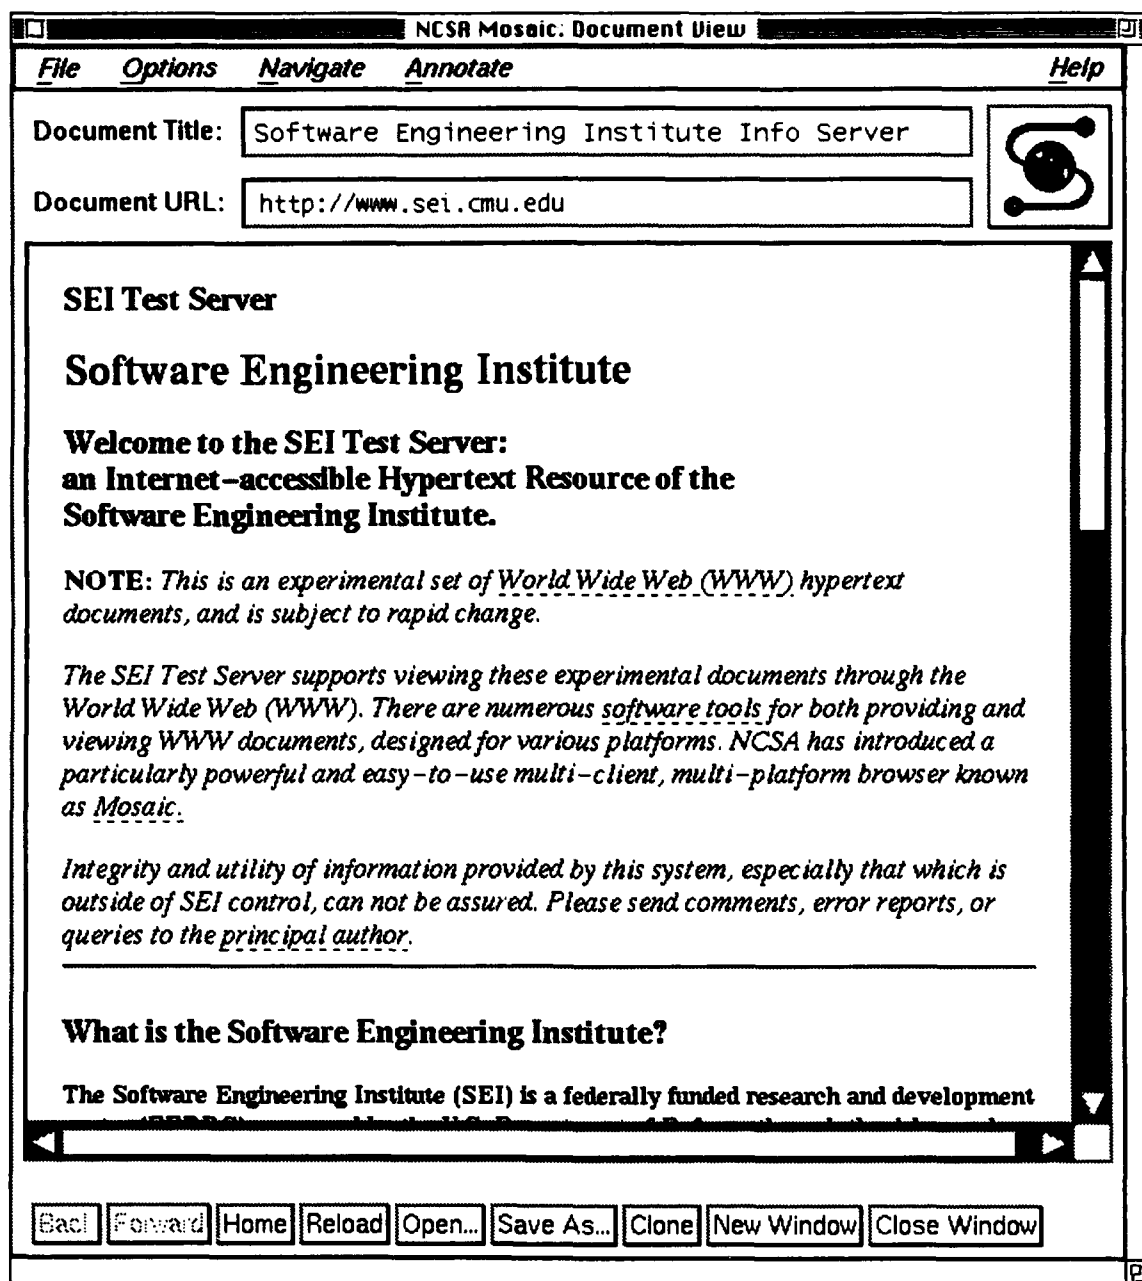 NCSA Mosaic: Document View
File Options Navigate Annotate Help
Document Title: Software Engineering Institute Info Server
Document URL: http://www.sei.cmu.edu
SEI Test Server
Software Engineering Institute
Welcome to the SEI Test Server:
an Internet-accessible Hypertext Resource of the
Software Engineering Institute.
NOTE: This is an experimental set of World Wide Web (WWW) hypertext
documents, and is subject to rapid change.
The SEI Test Server supports viewing these experimental documents through the
World Wide Web (WWW). There are numerous software tools for both providing and
viewing WWW documents, designed for various platforms. NCSA has introduced a
particularly powerful and easy-to-use multi-client, multi-platform browser known
as Mosaic.
Integrity and utility of information provided by this system, especially that which is
outside of SEI control, can not be assured. Please send comments, error reports, or
queries to the principal author.
What is the Software Engineering Institute?
The Software Engineering Institute (SEI) is a federally funded research and development
Back Forward Home Reload Open... Save As... Clone New Window Close Window